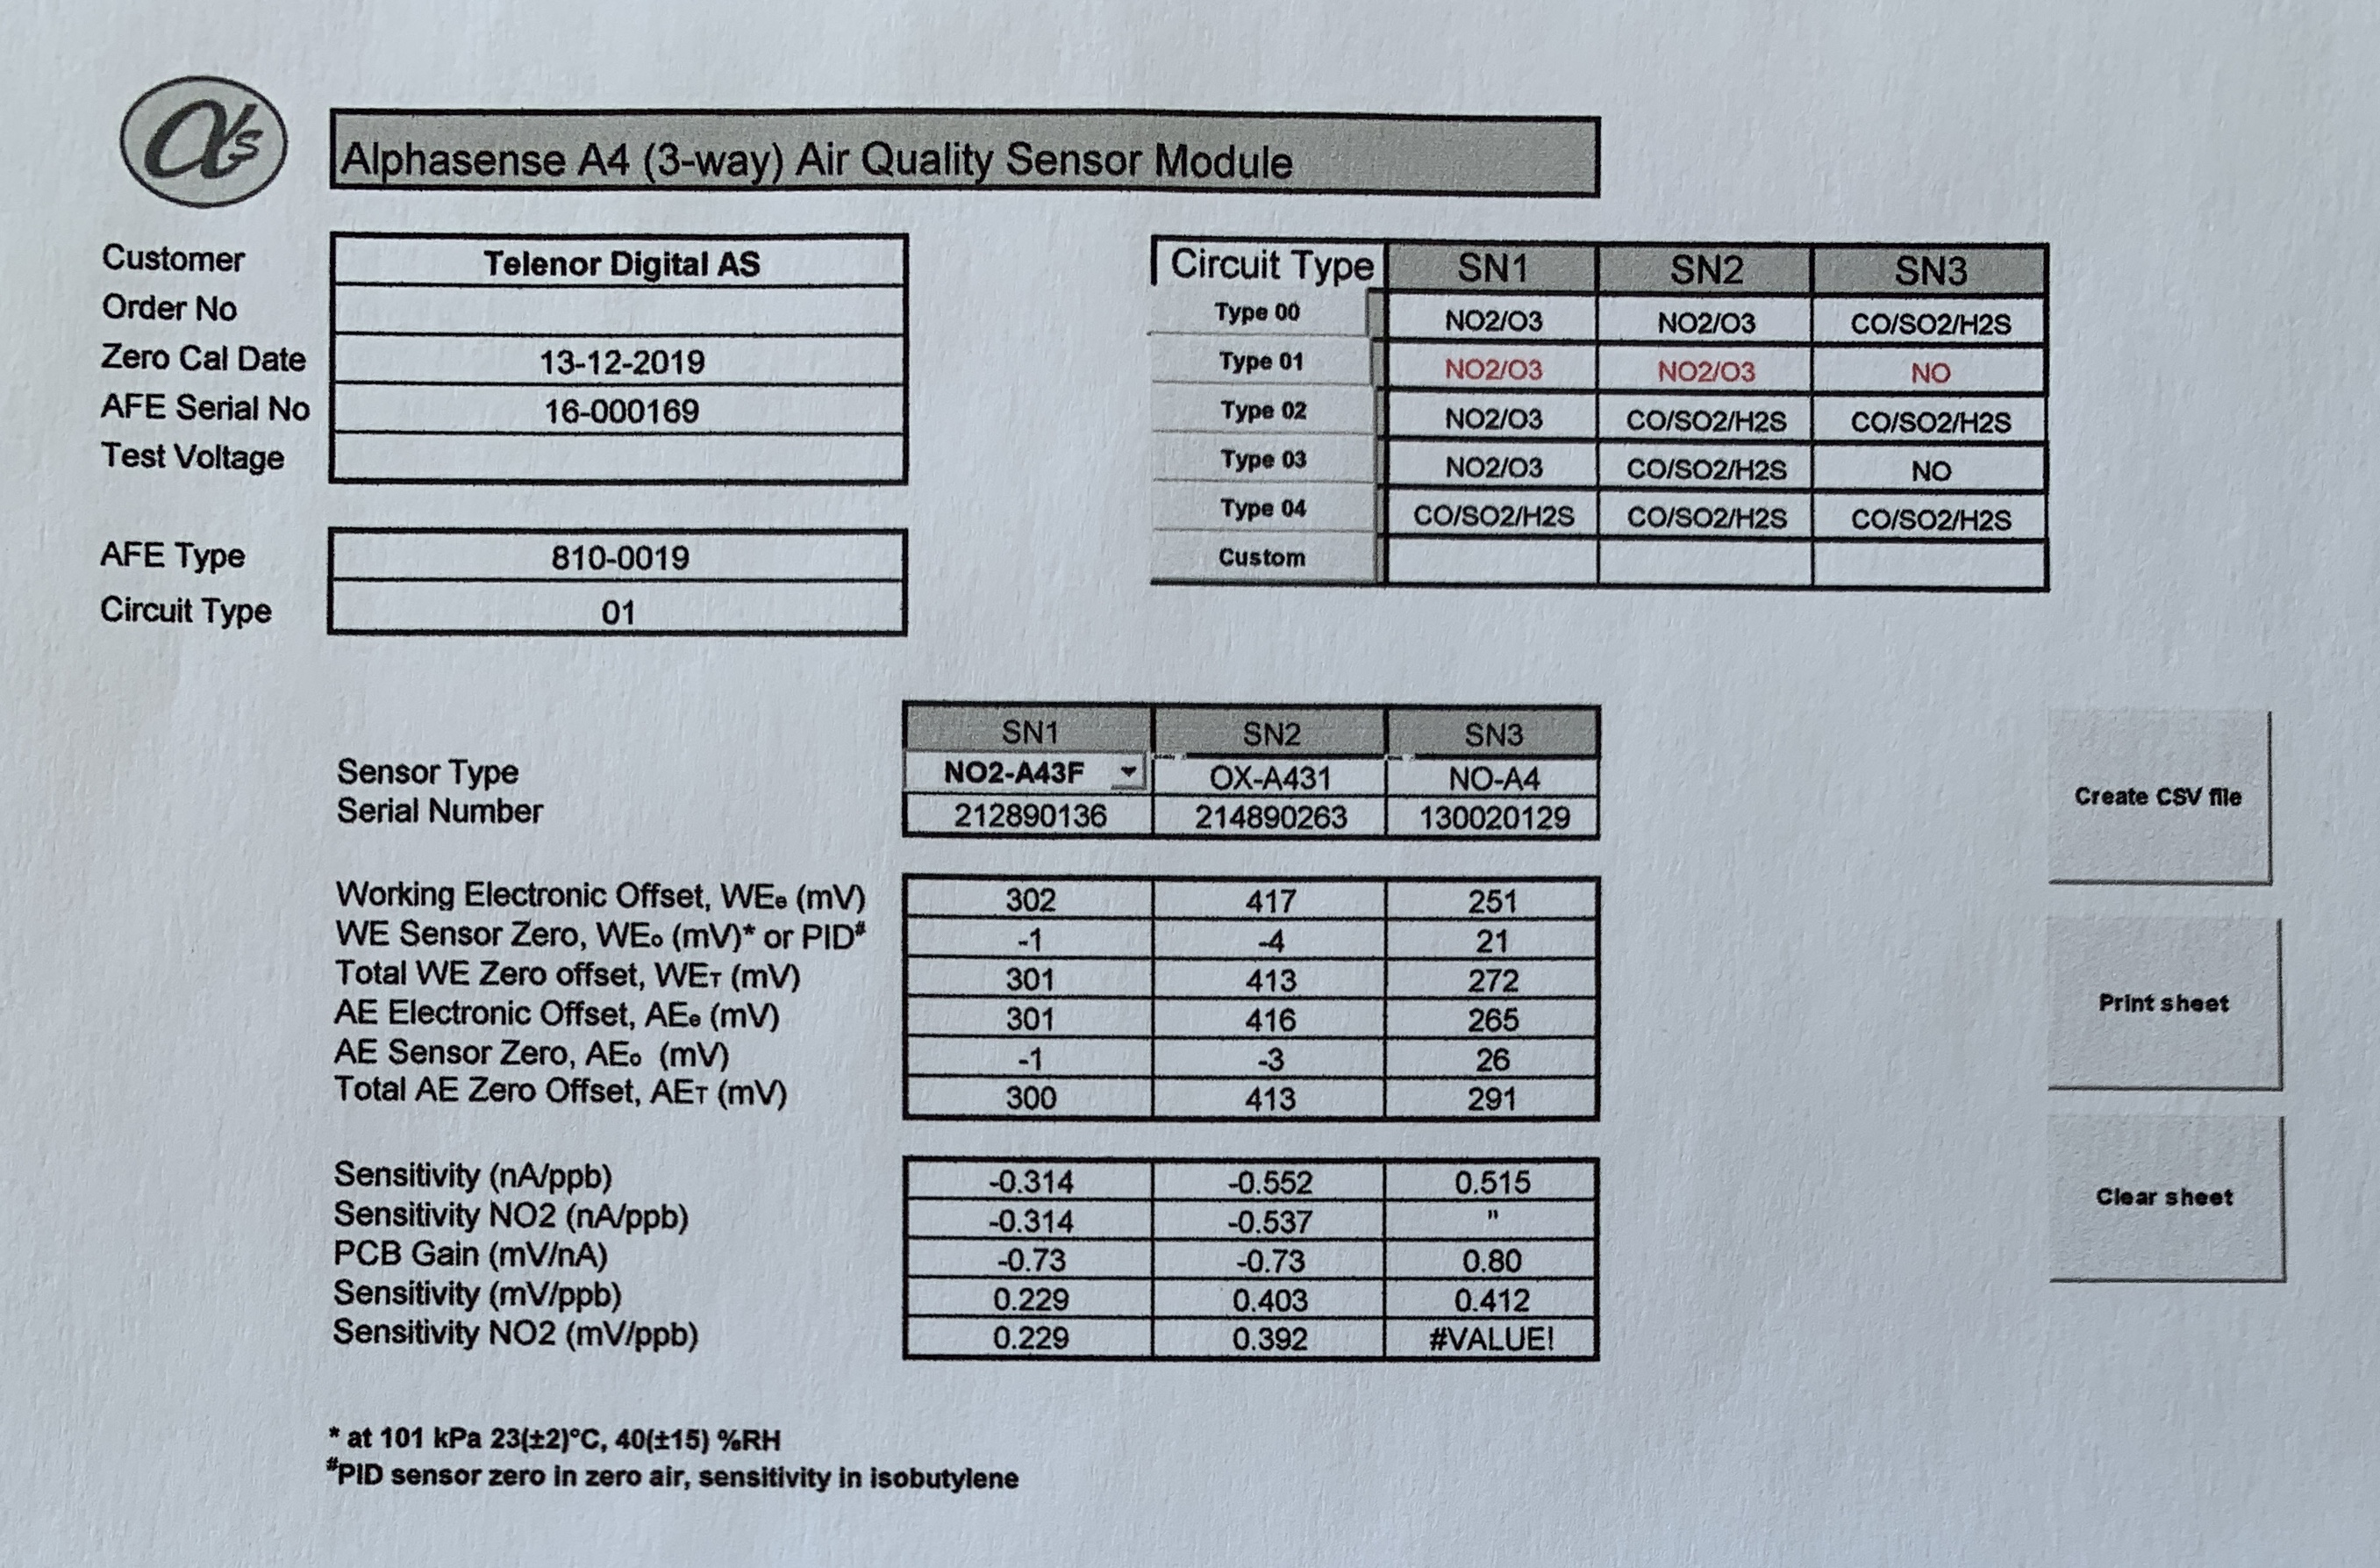 αs
Alphasense A4 (3-way) Air Quality Sensor Module
Customer Telenor Digital AS
Order No
Zero Cal Date 13-12-2019
AFE Serial No 16-000169
Test Voltage
AFE Type 810-0019
Circuit Type 01
Circuit Type SN1 SN2 SN3
Type 00 NO2/O3 NO2/O3 CO/SO2/H2S
Type 01 NO2/O3 NO2/O3 NO
Type 02 NO2/O3 CO/SO2/H2S CO/SO2/H2S
Type 03 NO2/O3 CO/SO2/H2S NO
Type 04 CO/SO2/H2S CO/SO2/H2S CO/SO2/H2S
Custom
SN1 SN2 SN3
Sensor Type NO2-A43F OX-A431 NO-A4
Serial Number 212890136 214890263 130020129
Working Electronic Offset, WEe (mV) 302 417 251
WE Sensor Zero, WEo (mV)* or PID# -1 -4 21
Total WE Zero offset, WET (mV) 301 413 272
AE Electronic Offset, AEe (mV) 301 416 265
AE Sensor Zero, AEo (mV) -1 -3 26
Total AE Zero Offset, AET (mV) 300 413 291
Sensitivity (nA/ppb) -0.314 -0.552 0.515
Sensitivity NO2 (nA/ppb) -0.314 -0.537 "
PCB Gain (mV/nA) -0.73 -0.73 0.80
Sensitivity (mV/ppb) 0.229 0.403 0.412
Sensitivity NO2 (mV/ppb) 0.229 0.392 #VALUE!
Create CSV file
Print sheet
Clear sheet
* at 101 kPa 23(±2)°C, 40(±15) %RH
#PID sensor zero in zero air, sensitivity in isobutylene